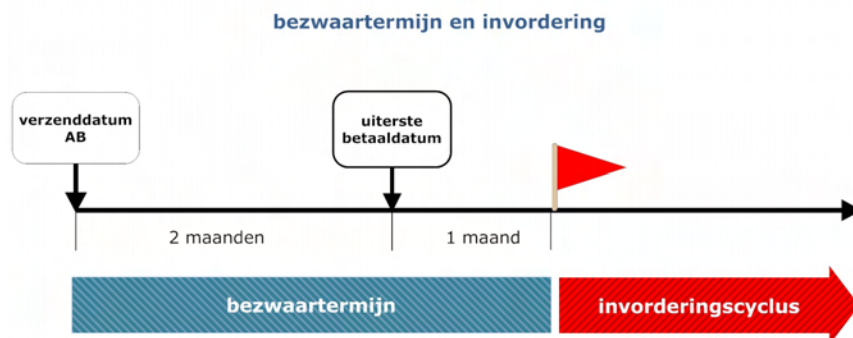 bezwaartermijn en invordering
verzenddatum
AB
uiterste
betaaldatum
2 maanden
1 maand
bezwaartermijn
invorderingscyclus